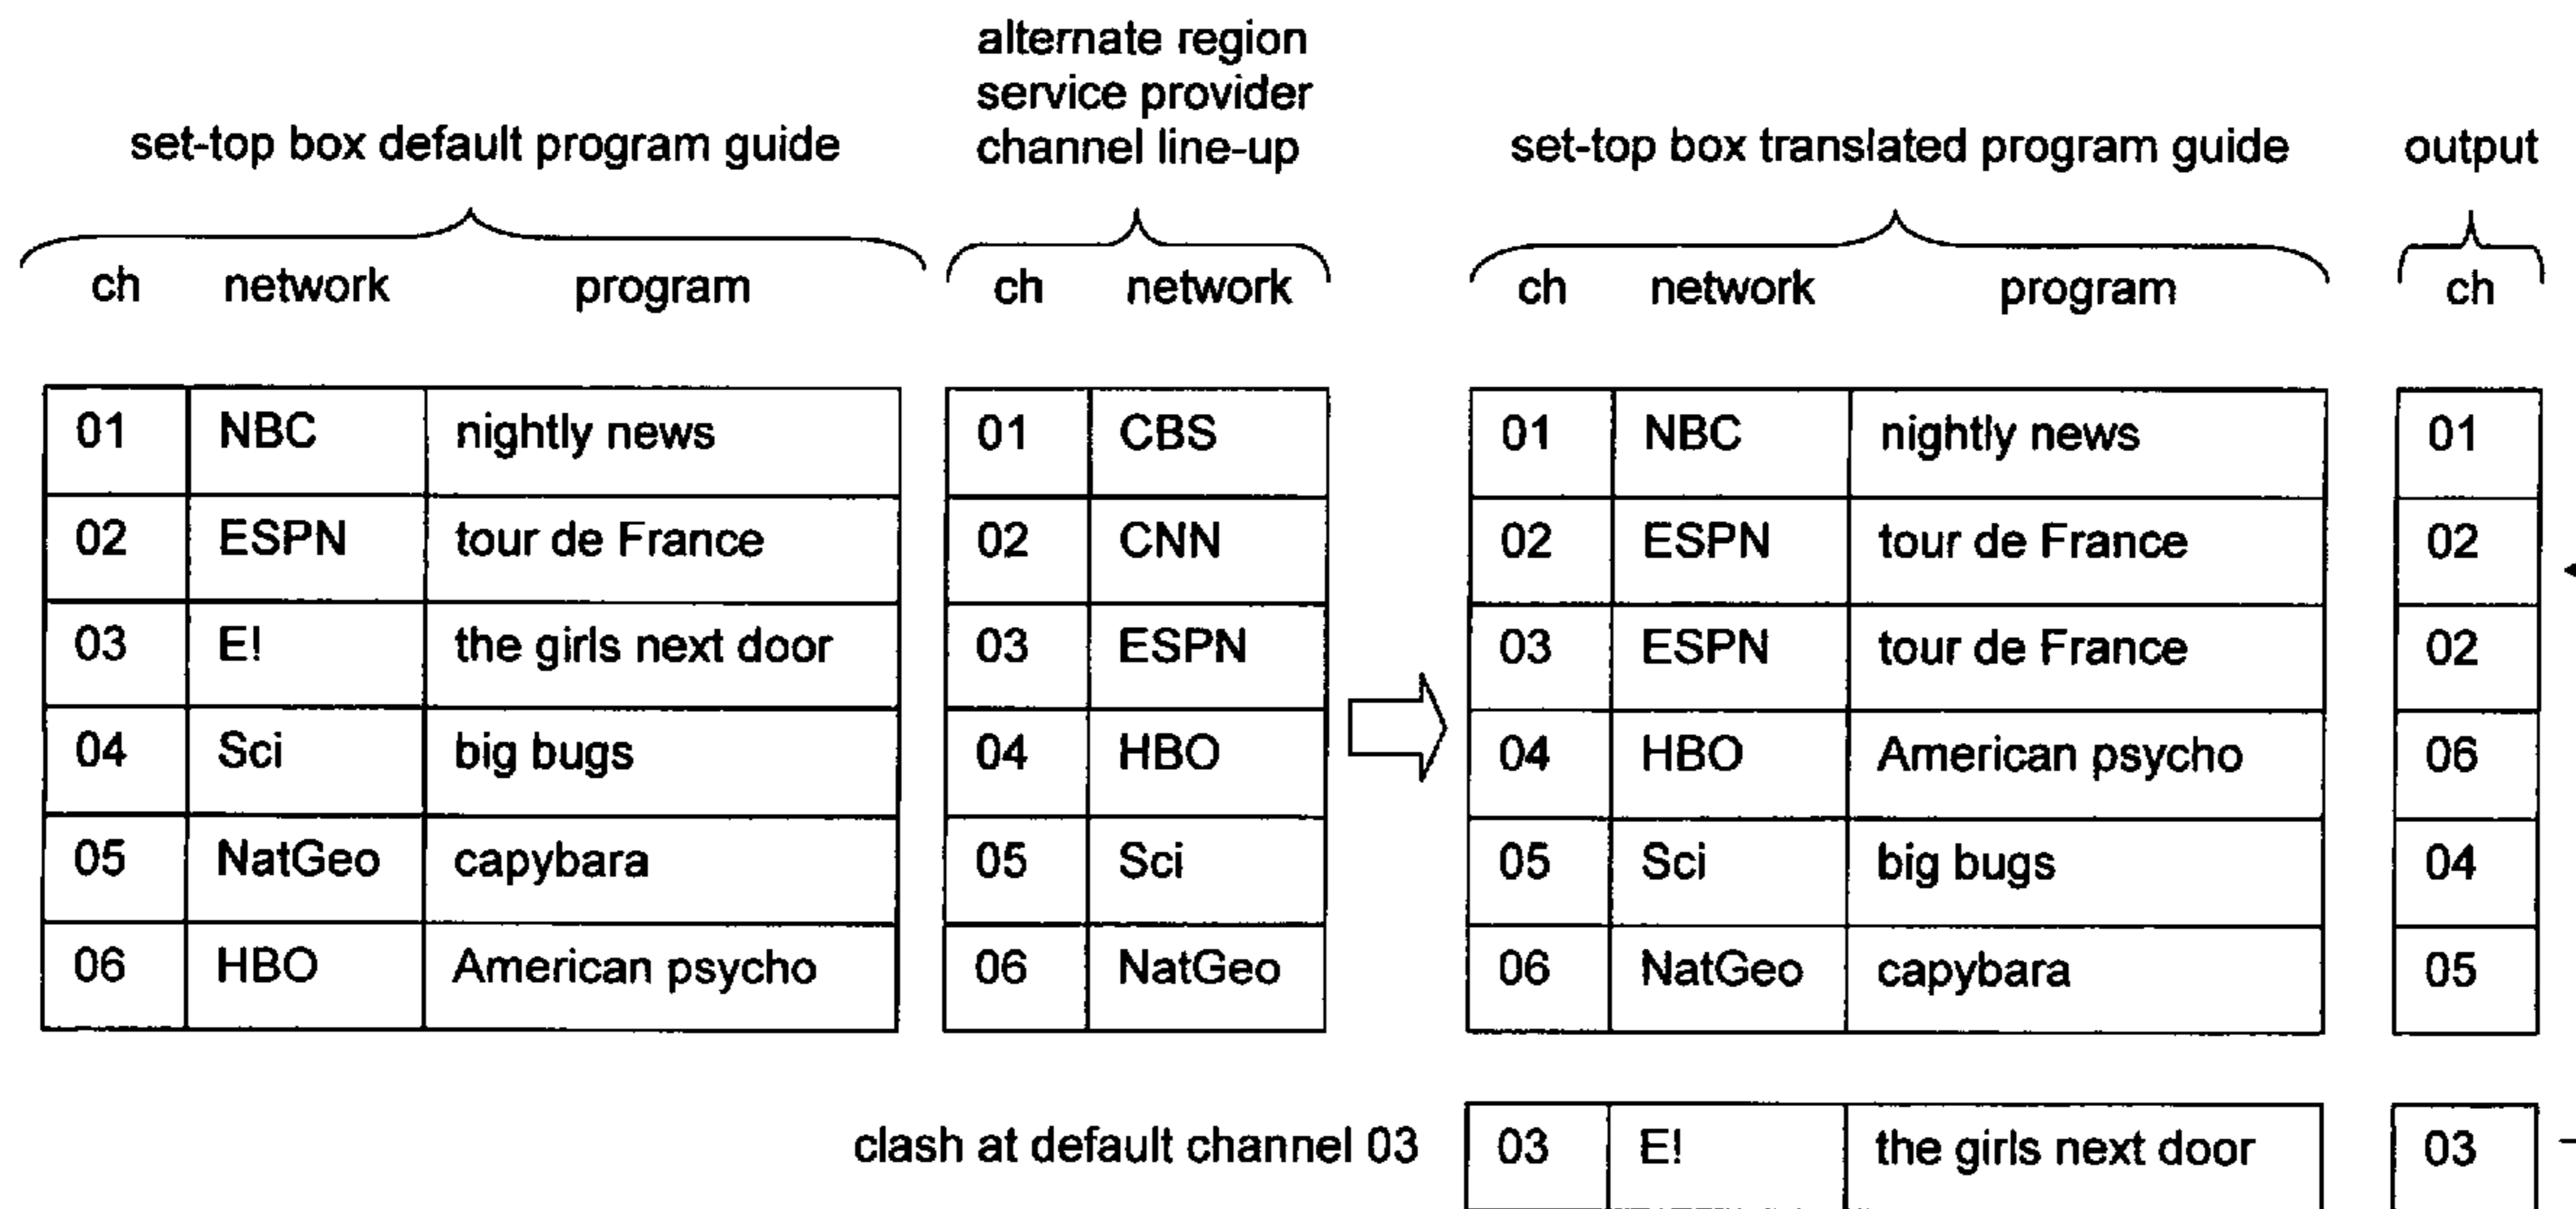 alternate region
service provider
set-top box default program guide channel line-up set-top box translated program guide output
ch network program ch network ch network program ch
01 NBC nightly news 01 CBS 01 NBC nightly news 01
02 ESPN tour de France 02 CNN 02 ESPN tour de France 02
03 E! the girls next door 03 ESPN 03 ESPN tour de France 02
04 Sci big bugs 04 HBO 04 HBO American psycho 06
05 NatGeo capybara 05 Sci 05 Sci big bugs 04
06 HBO American psycho 06 NatGeo 06 NatGeo capybara 05
clash at default channel 03 03 E! the girls next door 03